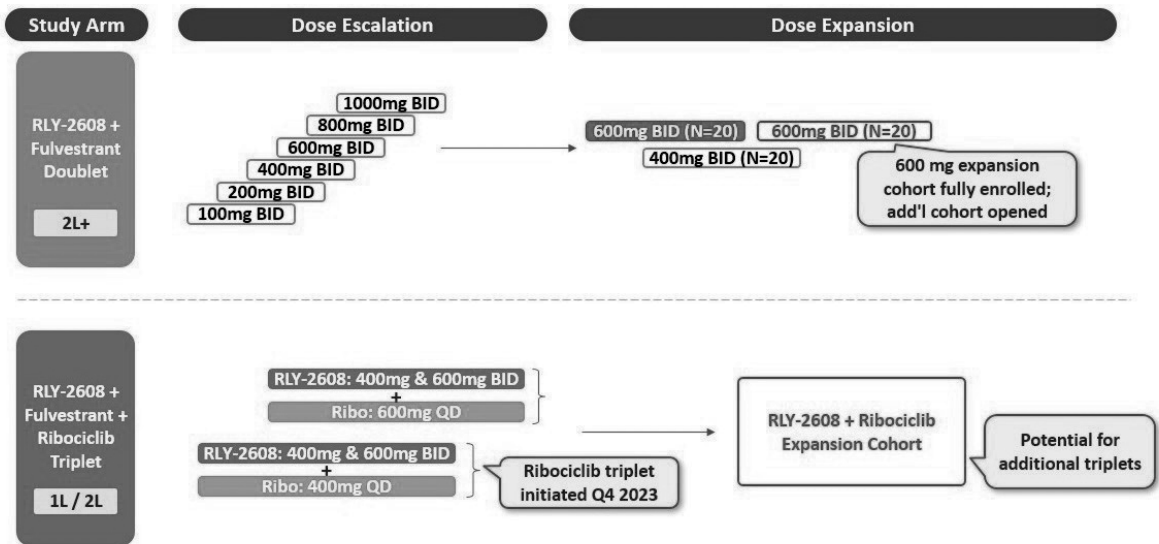 Study Arm
Dose Escalation
Dose Expansion
RLY-2608 +
Fulvestrant
Doublet
2L+
1000mg BID
800mg BID
600mg BID
400mg BID
200mg BID
100mg BID
600mg BID (N=20)
600mg BID (N=20)
400mg BID (N=20)
600 mg expansion
cohort fully enrolled;
add'l cohort opened
RLY-2608 +
Fulvestrant +
Ribociclib
Triplet
1L / 2L
RLY-2608: 400mg & 600mg BID
+
Ribo: 600mg QD
RLY-2608: 400mg & 600mg BID
+
Ribo: 400mg QD
Ribociclib triplet
initiated Q4 2023
RLY-2608 + Ribociclib
Expansion Cohort
Potential for
additional triplets